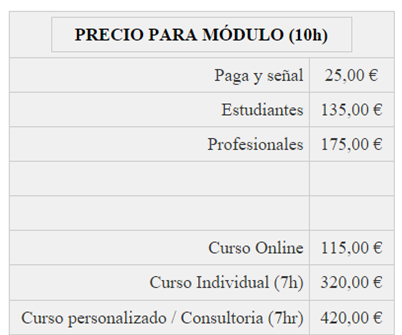 PRECIO PARA MÓDULO (10h)
Paga y señal 25,00 €
Estudiantes 135,00 €
Profesionales 175,00 €
Curso Online 115,00 €
Curso Individual (7h) 320,00 €
Curso personalizado / Consultoria (7hr) 420,00 €